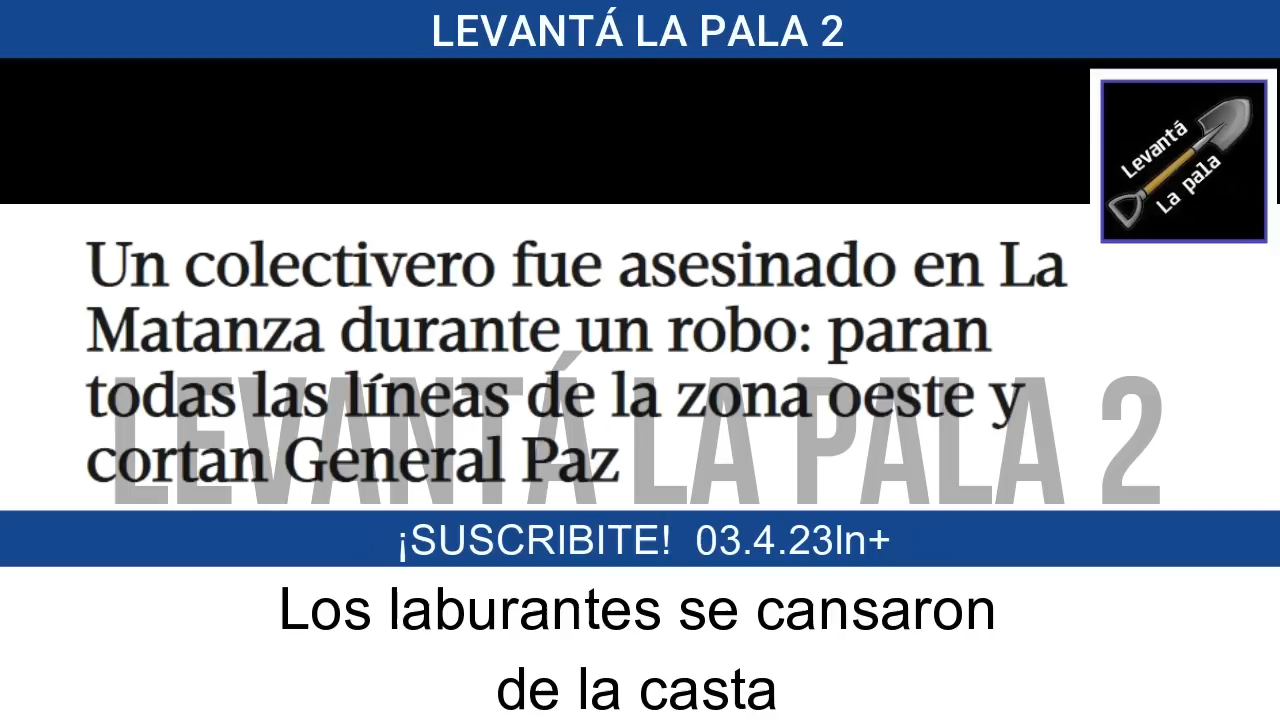 LEVANTÁ LA PALA 2
Levantá
La pala
Un colectivero fue asesinado en La
Matanza durante un robo: paran
todas las líneas de la zona oeste y
cortan General Paz
LEVANTÁ LA PALA 2
¡SUSCRIBITE! 03.4.23ln+
Los laburantes se cansaron
de la casta